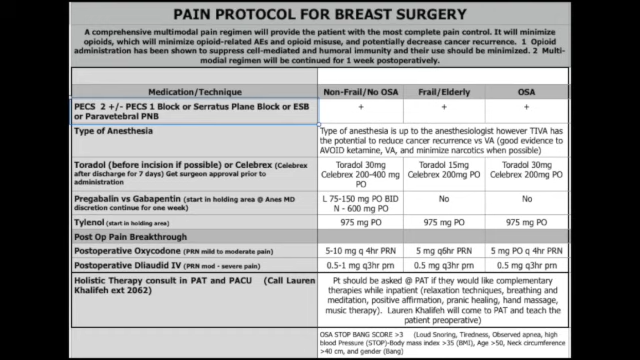 PAIN PROTOCOL FOR BREAST SURGERY
A comprehensive multimodal pain regimen will provide the patient with the most complete pain control. It will minimize
opioids, which will minimize opioid-related AEs and opioid misuse, and potentially decrease cancer recurrence. 1 Opioid
administration has been shown to suppress cell-mediated and humoral immunity and their use should be minimized. 2 Multi-
modal regimen will be continued for 1 week postoperatively.
Medication/Technique Non-Frail/No OSA Frail/Elderly OSA
PECS 2 +/- PECS 1 Block or Serratus Plane Block or ESB
or Paravetebral PNB
+ + +
Type of Anesthesia
Type of anesthesia is up to the anesthesiologist however TIVA has
the potential to reduce cancer recurrence vs VA (good evidence to
AVOID ketamine, VA, and minimize narcotics when possible)
Toradol (before incision if possible) or Celebrex (Celebrex
after discharge for 7 days) Get surgeon approval prior to
administration
Toradol 30mg
Celebrex 200-400 mg
PO
Toradol 15mg
Celebrex 200mg PO
Toradol 30mg
Celebrex 200mg PO
Pregabalin vs Gabapentin (start in holding area @ Anes MD
discretion continue for one week)
L 75-150 mg PO BID
N - 600 mg PO
No No
Tylenol (start in holding area) 975 mg PO 975 mg PO 975 mg PO
Post Op Pain Breakthrough
Postoperative Oxycodone (PRN mild to moderate pain) 5-10 mg q 4hr PRN 5 mg q6hr PRN 5 mg PO q 4hr PRN
Postoperative Dliaudid IV (PRN mod - severe pain) 0.5-1 mg q3hr prn 0.5 mg q3hr prn 0.5 mg q3hr prn
Holistic Therapy consult in PAT and PACU (Call Lauren
Khalifeh ext 2062)
Pt should be asked @ PAT if they would like complementary
therapies while inpatient (relaxation techniques, breathing and
meditation, positive affirmation, pranic healing, hand massage,
music therapy). Lauren Khalifeh will come to PAT and teach the
patient preoperative)
OSA STOP BANG SCORE >3 (Loud Snoring, Tiredness, Observed apnea, high
blood Pressure (STOP)-Body mass index >35 (BMI), Age >50, Neck circumference
>40 cm, and gender (Bang)